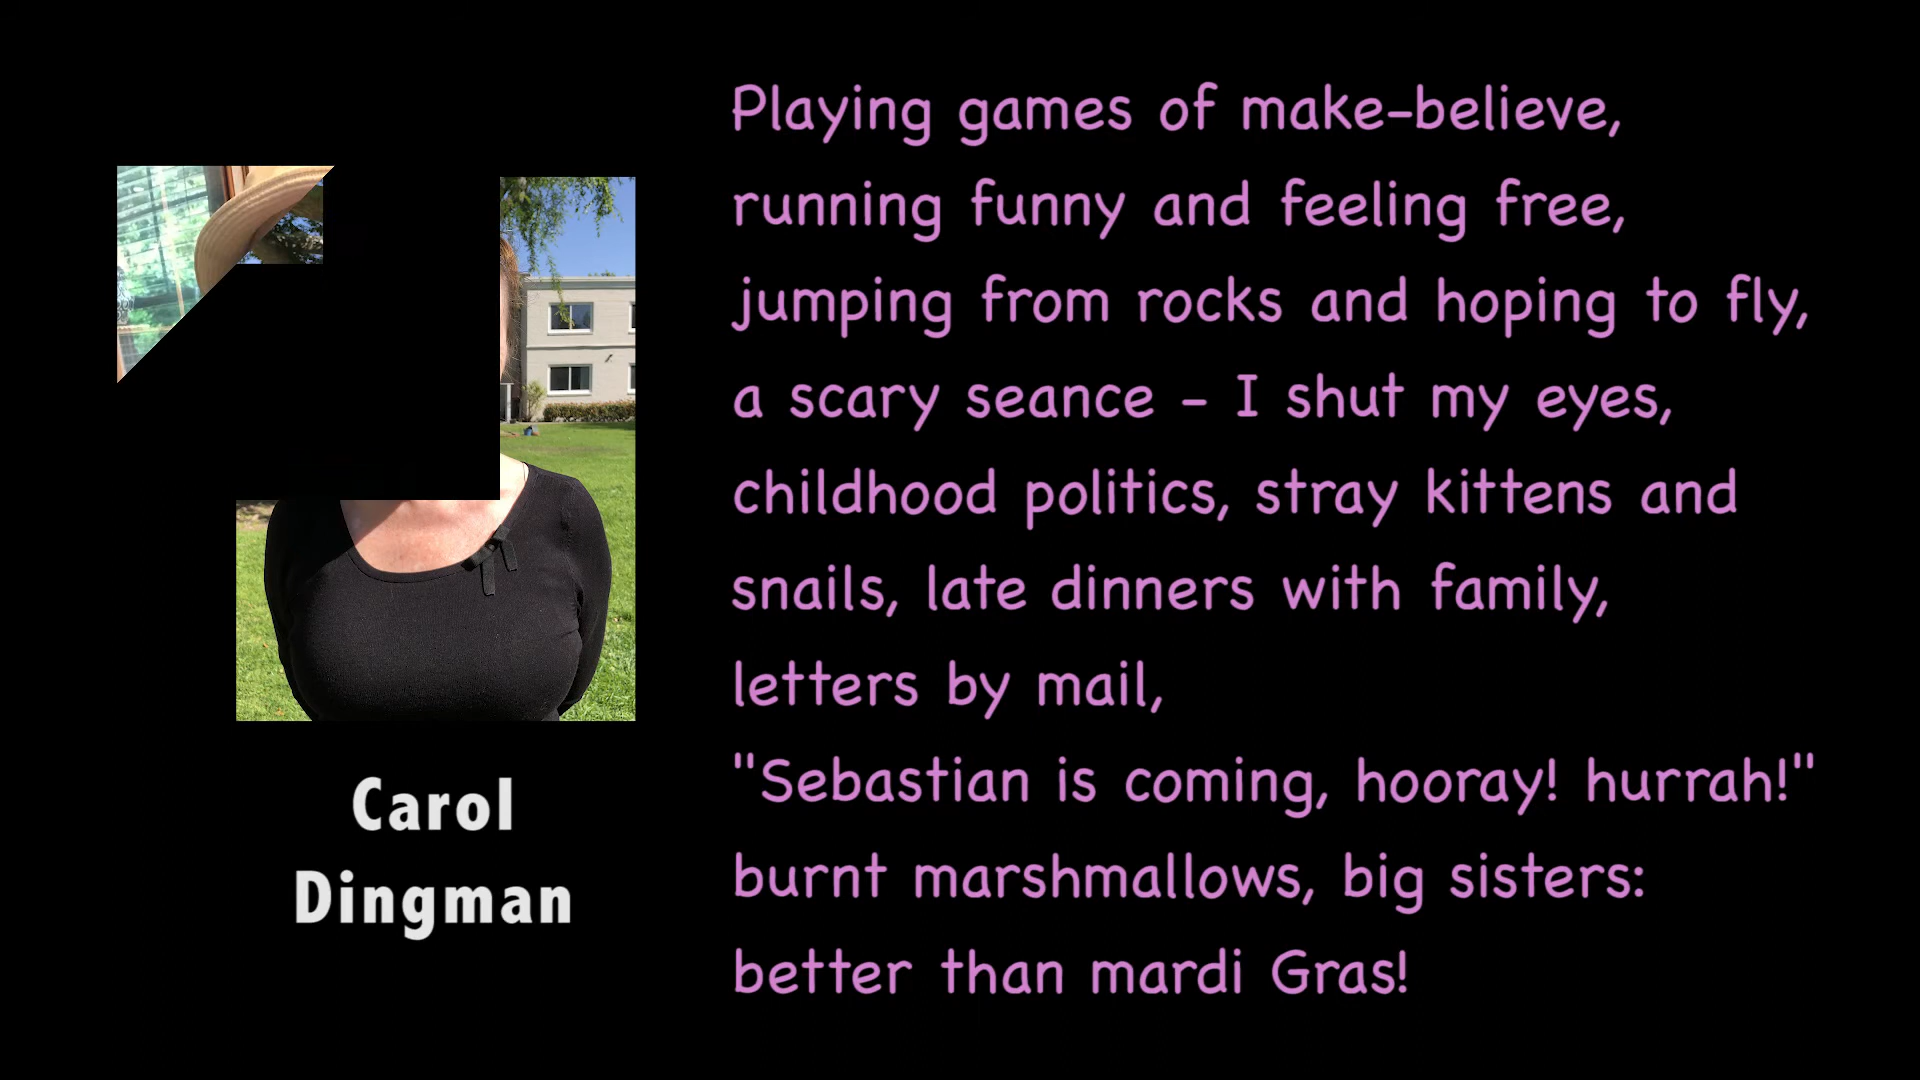 Playing games of make-believe,
running funny and feeling free,
jumping from rocks and hoping to fly,
a scary seance - I shut my eyes,
childhood politics, stray kittens and
snails, late dinners with family,
letters by mail,
"Sebastian is coming, hooray! hurrah!"
burnt marshmallows, big sisters:
better than mardi Gras!
Carol
Dingman